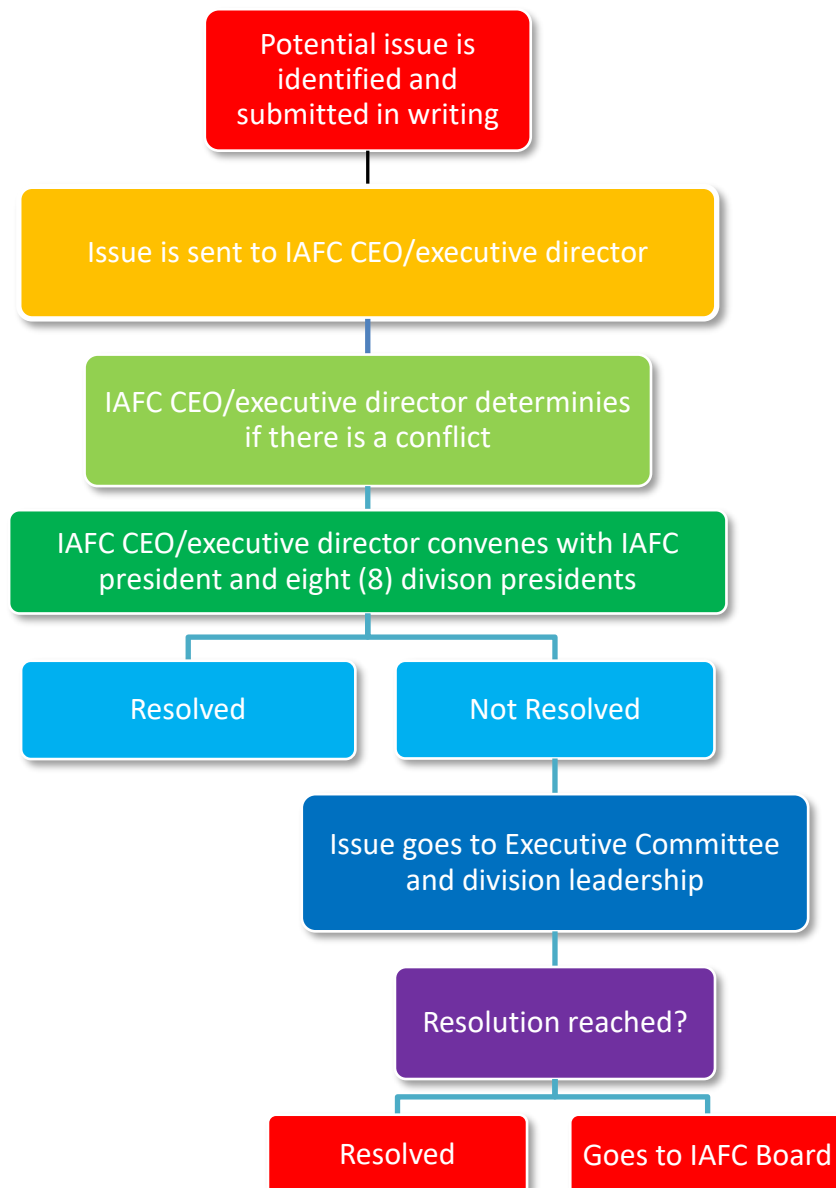 Potential issue is
identified and
submitted in writing
Issue is sent to IAFC CEO/executive director
IAFC CEO/executive director determinies
if there is a conflict
IAFC CEO/executive director convenes with IAFC
president and eight (8) divison presidents
Resolved
Not Resolved
Issue goes to Executive Committee
and division leadership
Resolution reached?
Resolved
Goes to IAFC Board